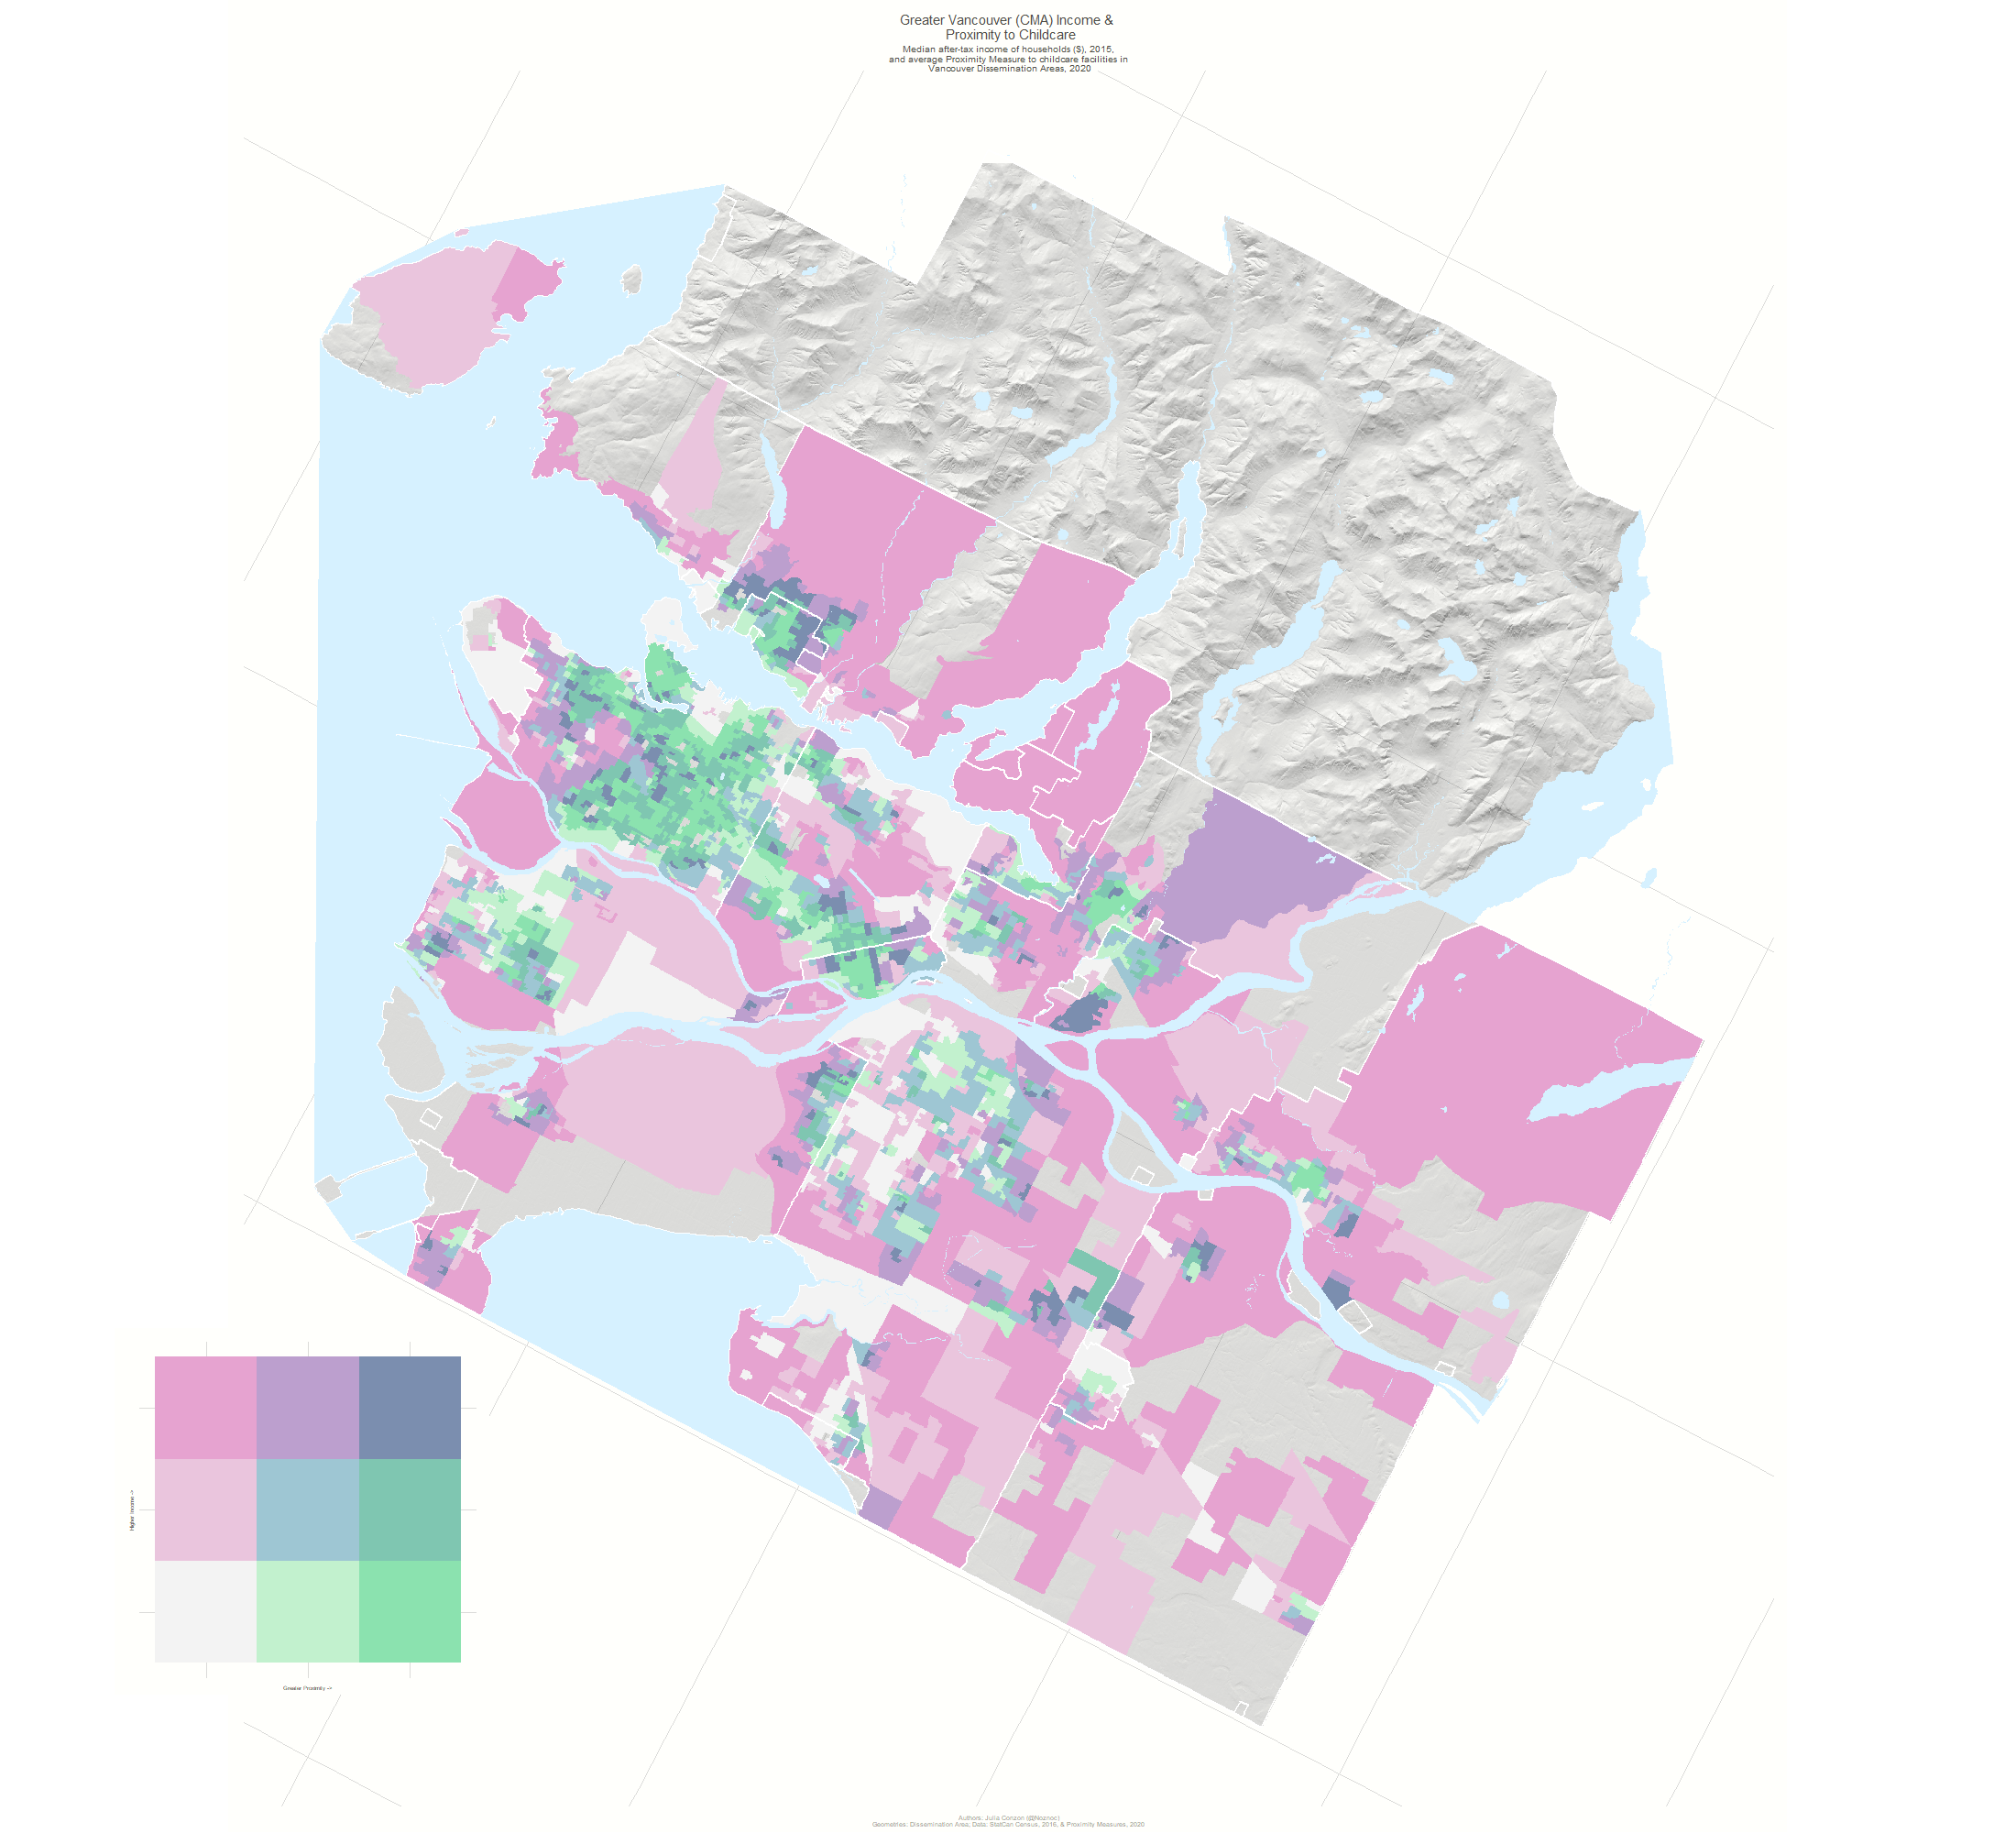 Greater Vancouver (CMA) Income &
Proximity to Childcare
Median after-tax income of households ($), 2015,
and average Proximity Measure to childcare facilities in
Vancouver Dissemination Areas, 2020
Higher Income -->
Greater Proximity -->
Authors: Julia Conzon (@Noznoc)
Geometries: Dissemination Area; Data: StatCan Census, 2016, & Proximity Measures, 2020